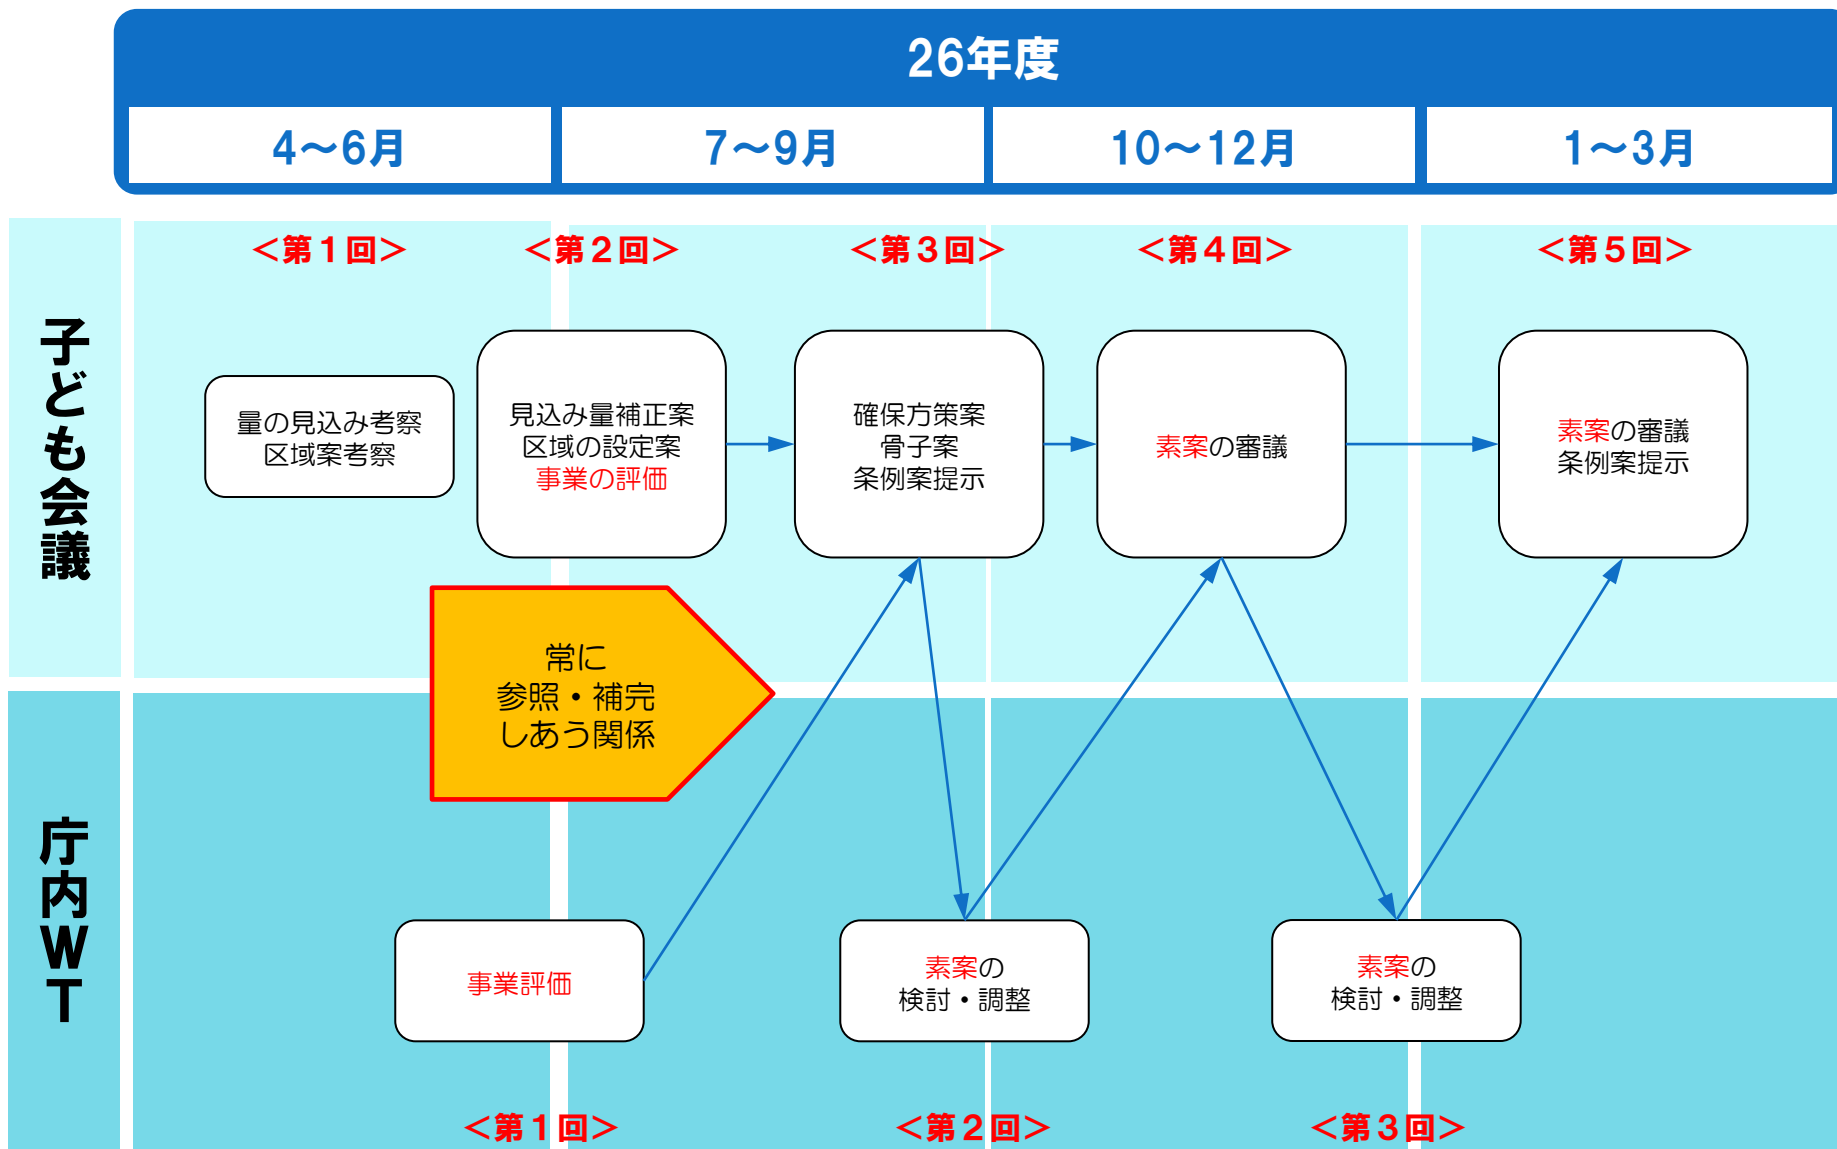 26年度
4～6月
7～9月
10～12月
1～3月
子ども会議
＜第１回＞
＜第２回＞
＜第３回＞
＜第４回＞
＜第５回＞
量の見込み考察
区域案考察
見込み量補正案
区域の設定案
事業の評価
確保方策案
骨子案
条例案提示
素案の審議
素案の審議
条例案提示
常に
参照・補完
しあう関係
庁内WT
事業評価
素案の
検討・調整
素案の
検討・調整
＜第１回＞
＜第２回＞
＜第３回＞